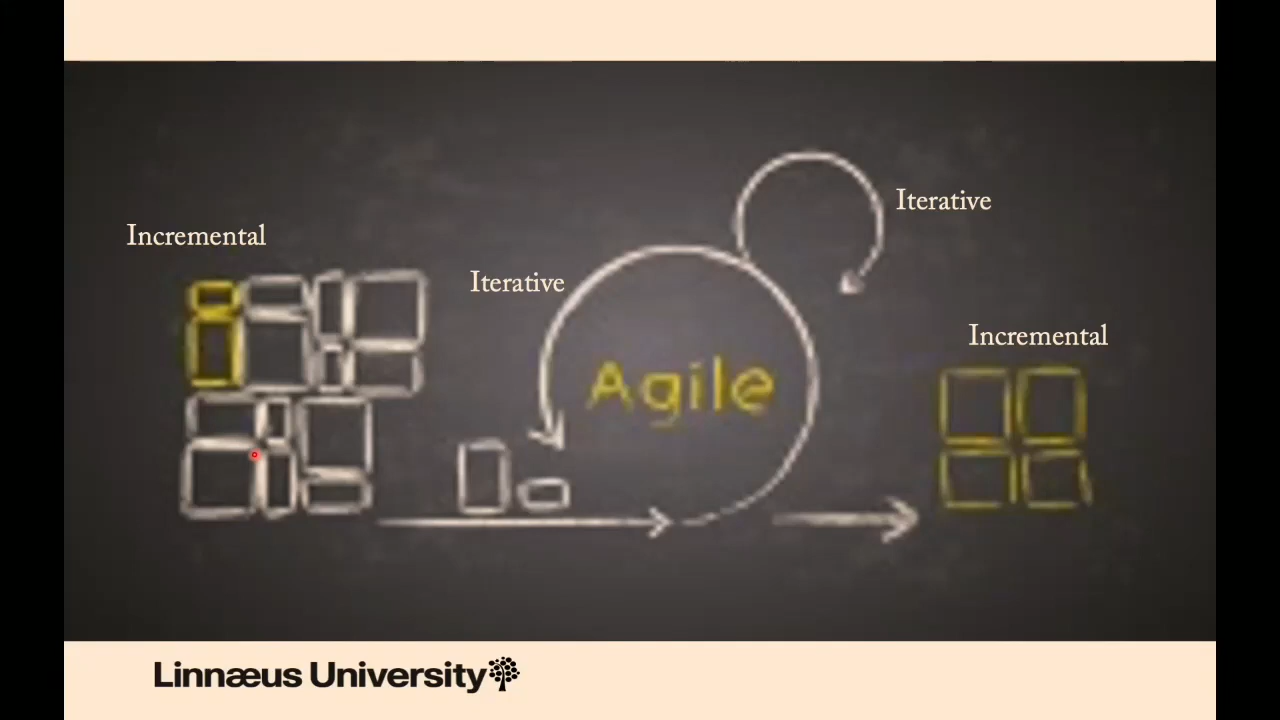 Iterative
Incremental
Iterative
Incremental
Agile
Linnæus University